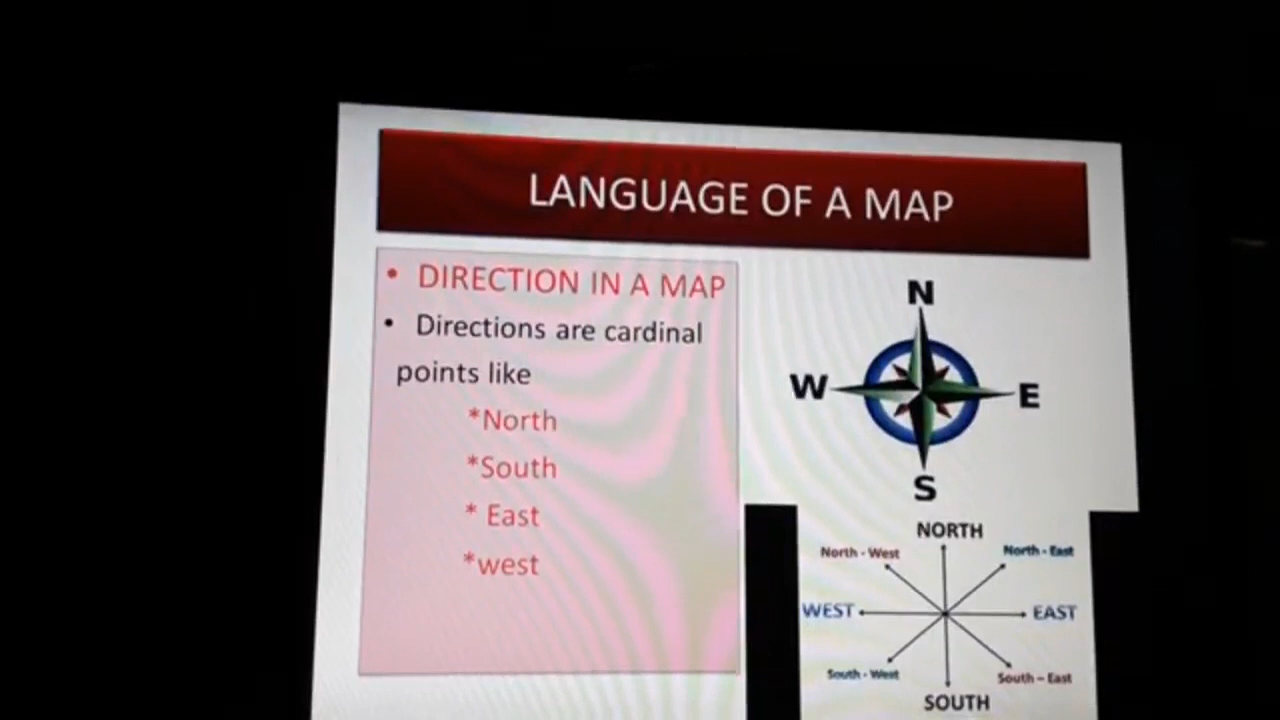 LANGUAGE OF A MAP
• DIRECTION IN A MAP
• Directions are cardinal
points like
*North
*South
* East
*west
N
W
E
S
NORTH
North - West
North - East
WEST
EAST
South - West
South – East
SOUTH